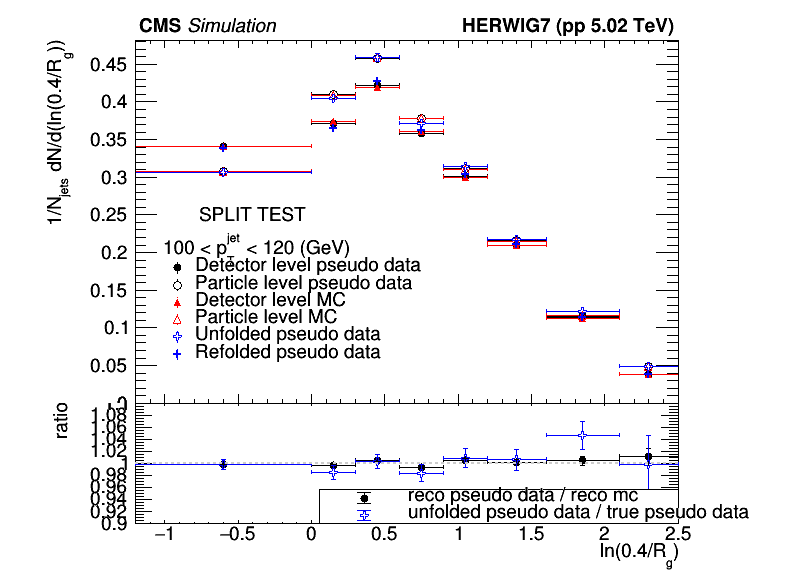 CMS Simulation HERWIG7 (pp 5.02 TeV)
1/N_jets dN/d(ln(0.4/R_g))
0.45
0.4
0.35
0.3
0.25
0.2
0.15
0.1
0.05
0
SPLIT TEST
100 < p_T^jet < 120 (GeV)
Detector level pseudo data
Particle level pseudo data
Detector level MC
Particle level MC
Unfolded pseudo data
Refolded pseudo data
ratio
1.08
1.06
1.04
1.02
1
0.98
0.96
0.94
0.92
0.9
reco pseudo data / reco mc
unfolded pseudo data / true pseudo data
−1 −0.5 0 0.5 1 1.5 2 2.5
ln(0.4/R_g)